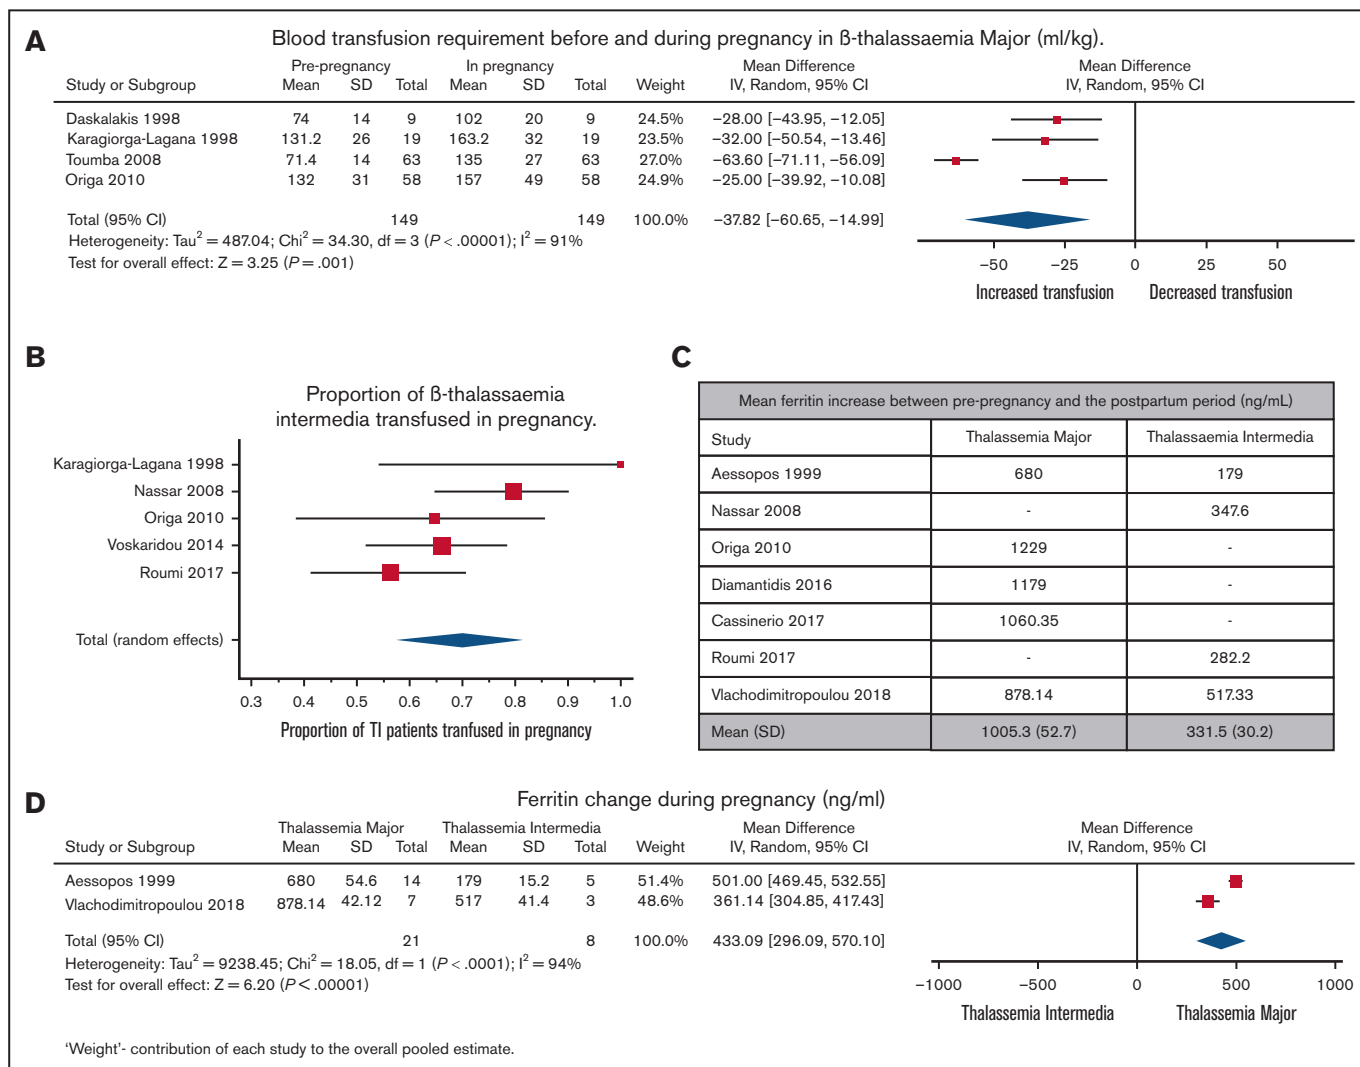 A
Blood transfusion requirement before and during pregnancy in ß-thalassaemia Major (ml/kg).
Pre-pregnancy In pregnancy Mean Difference Mean Difference
Study or Subgroup Mean SD Total Mean SD Total Weight IV, Random, 95% CI IV, Random, 95% CI
Daskalakis 1998 74 14 9 102 20 9 24.5% −28.00 [−43.95, −12.05]
Karagiorga-Lagana 1998 131.2 26 19 163.2 32 19 23.5% −32.00 [−50.54, −13.46]
Toumba 2008 71.4 14 63 135 27 63 27.0% −63.60 [−71.11, −56.09]
Origa 2010 132 31 58 157 49 58 24.9% −25.00 [−39.92, −10.08]
Total (95% CI) 149 149 100.0% −37.82 [−60.65, −14.99]
Heterogeneity: Tau² = 487.04; Chi² = 34.30, df = 3 (P < .00001); I² = 91%
Test for overall effect: Z = 3.25 (P = .001)
−50 −25 0 25 50
Increased transfusion Decreased transfusion
B
Proportion of ß-thalassaemia
intermedia transfused in pregnancy.
Karagiorga-Lagana 1998
Nassar 2008
Origa 2010
Voskaridou 2014
Roumi 2017
Total (random effects)
0.3 0.4 0.5 0.6 0.7 0.8 0.9 1.0
Proportion of TI patients tranfused in pregnancy
C
Mean ferritin increase between pre-pregnancy and the postpartum period (ng/mL)
Study Thalassemia Major Thalassaemia Intermedia
Aessopos 1999 680 179
Nassar 2008 - 347.6
Origa 2010 1229 -
Diamantidis 2016 1179 -
Cassinerio 2017 1060.35 -
Roumi 2017 - 282.2
Vlachodimitropoulou 2018 878.14 517.33
Mean (SD) 1005.3 (52.7) 331.5 (30.2)
D
Ferritin change during pregnancy (ng/ml)
Thalassemia Major Thalassemia Intermedia Mean Difference Mean Difference
Study or Subgroup Mean SD Total Mean SD Total Weight IV, Random, 95% CI IV, Random, 95% CI
Aessopos 1999 680 54.6 14 179 15.2 5 51.4% 501.00 [469.45, 532.55]
Vlachodimitropoulou 2018 878.14 42.12 7 517 41.4 3 48.6% 361.14 [304.85, 417.43]
Total (95% CI) 21 8 100.0% 433.09 [296.09, 570.10]
Heterogeneity: Tau² = 9238.45; Chi² = 18.05, df = 1 (P < .0001); I² = 94%
Test for overall effect: Z = 6.20 (P < .00001)
−1000 −500 0 500 1000
Thalassemia Intermedia Thalassemia Major
‘Weight’- contribution of each study to the overall pooled estimate.